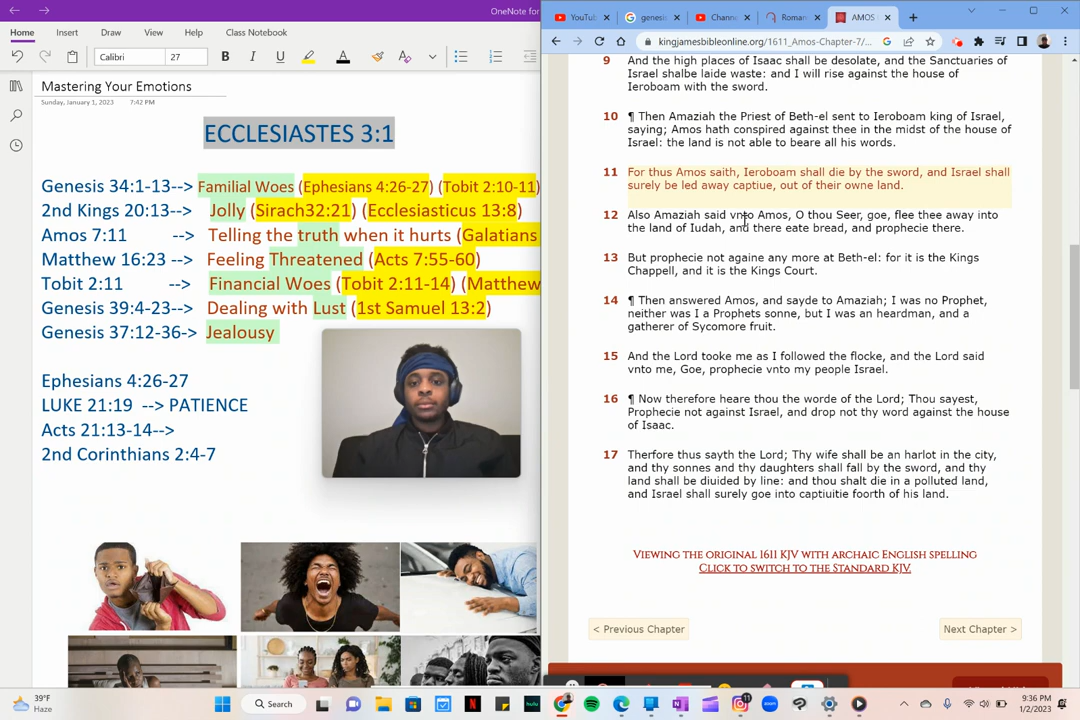 OneNote for
Home Insert Draw View Help Class Notebook
Calibri 27 B I U A
Mastering Your Emotions
Sunday, January 1, 2023 7:42 PM
ECCLESIASTES 3:1
Genesis 34:1-13--> Familial Woes (Ephesians 4:26-27) (Tobit 2:10-11)
2nd Kings 20:13--> Jolly (Sirach32:21) (Ecclesiasticus 13:8)
Amos 7:11 --> Telling the truth when it hurts (Galatians
Matthew 16:23 --> Feeling Threatened (Acts 7:55-60)
Tobit 2:11 --> Financial Woes (Tobit 2:11-14) (Matthew
Genesis 39:4-23--> Dealing with Lust (1st Samuel 13:2)
Genesis 37:12-36-> Jealousy
Ephesians 4:26-27
LUKE 21:19 --> PATIENCE
Acts 21:13-14-->
2nd Corinthians 2:4-7
YouTub genesis Chann Roman AMOS
kingjamesbibleonline.org/1611_Amos-Chapter-7/...
9 And the high places of Isaac shall be desolate, and the Sanctuaries of
Israel shalbe laide waste: and I will rise against the house of
Ieroboam with the sword.
10 ¶ Then Amaziah the Priest of Beth-el sent to Ieroboam king of Israel,
saying; Amos hath conspired against thee in the midst of the house of
Israel: the land is not able to beare all his words.
11 For thus Amos saith, Ieroboam shall die by the sword, and Israel shall
surely be led away captiue, out of their owne land.
12 Also Amaziah said vnto Amos, O thou Seer, goe, flee thee away into
the land of Iudah, and there eate bread, and prophecie there.
13 But prophecie not againe any more at Beth-el: for it is the Kings
Chappell, and it is the Kings Court.
14 ¶ Then answered Amos, and sayde to Amaziah; I was no Prophet,
neither was I a Prophets sonne, but I was an heardman, and a
gatherer of Sycomore fruit.
15 And the Lord tooke me as I followed the flocke, and the Lord said
vnto me, Goe, prophecie vnto my people Israel.
16 ¶ Now therefore heare thou the worde of the Lord; Thou sayest,
Prophecie not against Israel, and drop not thy word against the house
of Isaac.
17 Therfore thus sayth the Lord; Thy wife shall be an harlot in the city,
and thy sonnes and thy daughters shall fall by the sword, and thy
land shall be diuided by line: and thou shalt die in a polluted land,
and Israel shall surely goe into captiuitie foorth of his land.
VIEWING THE ORIGINAL 1611 KJV WITH ARCHAIC ENGLISH SPELLING
CLICK TO SWITCH TO THE STANDARD KJV.
< Previous Chapter Next Chapter >
39°F
Haze
Search
hulu
11
9:36 PM
1/2/2023